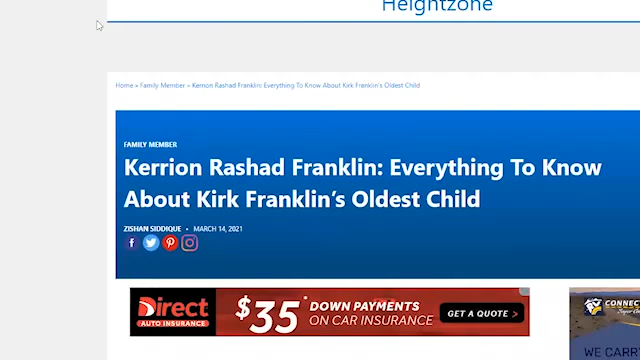 Heightzone
Home » Family Member » Kerrion Rashad Franklin: Everything To Know About Kirk Franklin's Oldest Child
FAMILY MEMBER
Kerrion Rashad Franklin: Everything To Know
About Kirk Franklin's Oldest Child
ZISHAN SIDDIQUE • MARCH 14, 2021
Direct
AUTO INSURANCE
$35* DOWN PAYMENTS
ON CAR INSURANCE
GET A QUOTE >
CONNEC
WE CARR